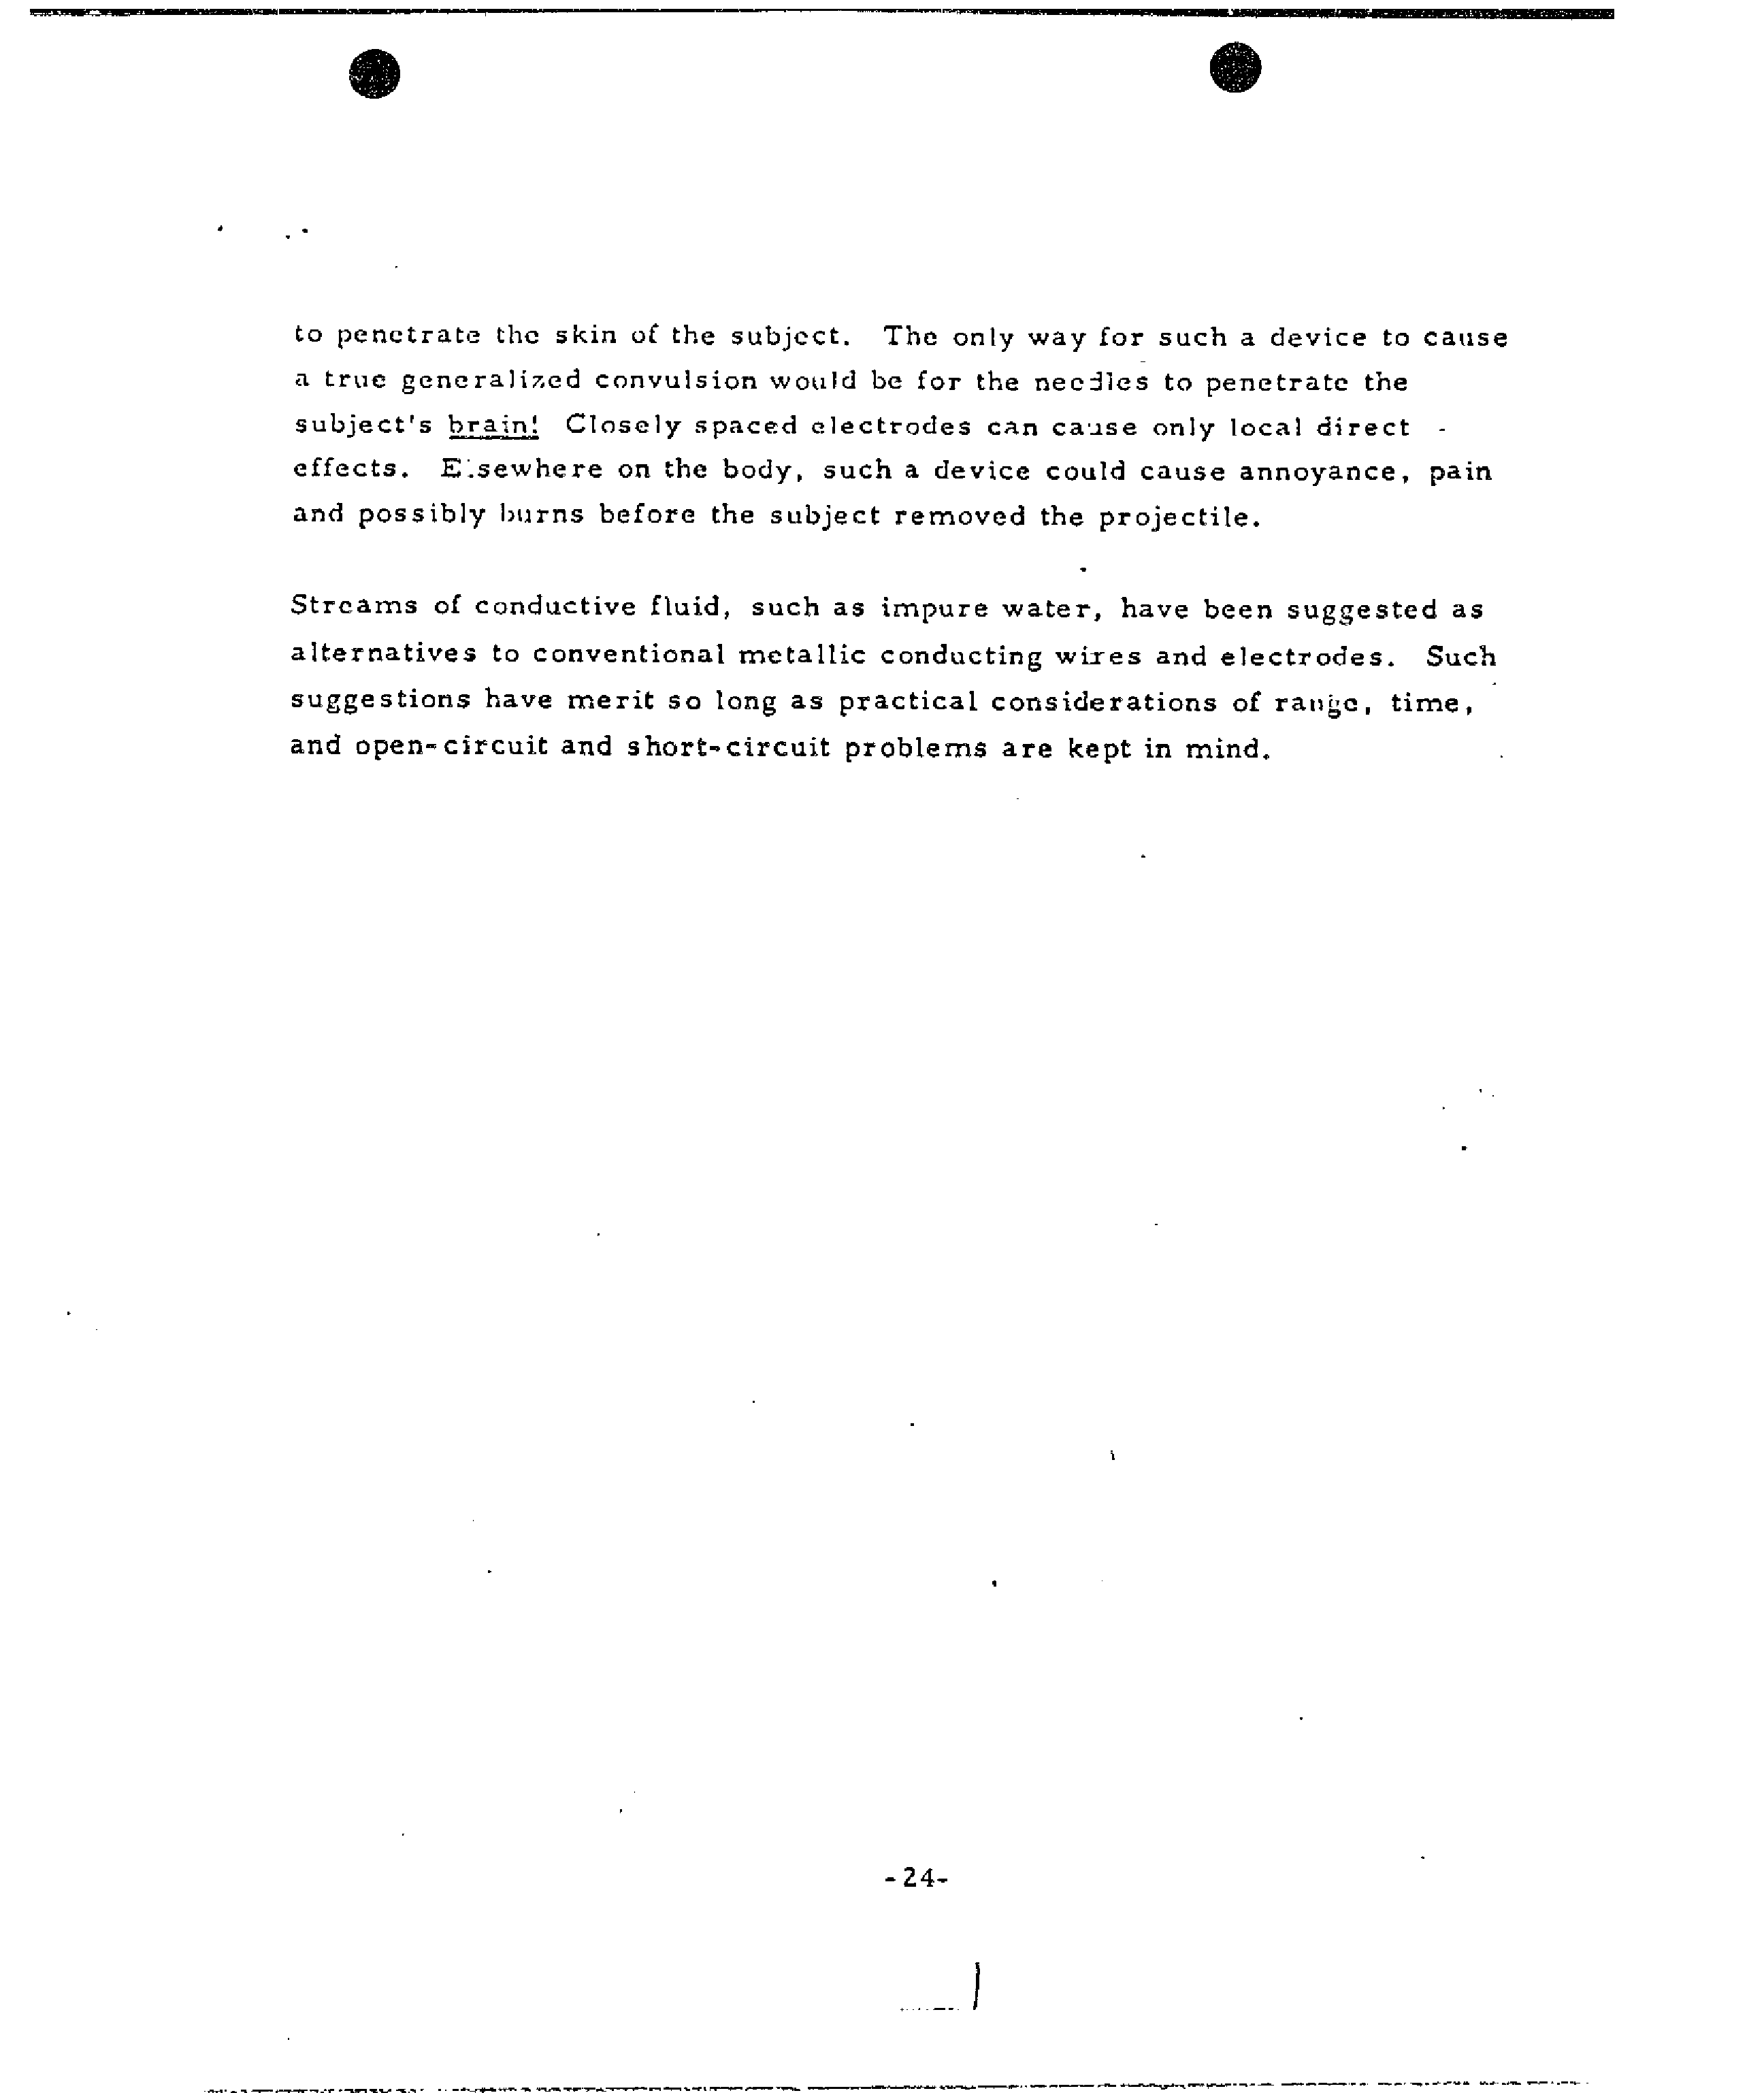 to penetrate the skin of the subject. The only way for such a device to cause
a true generalized convulsion would be for the needles to penetrate the
subject's brain! Closely spaced electrodes can cause only local direct
effects. Elsewhere on the body, such a device could cause annoyance, pain
and possibly burns before the subject removed the projectile.
Streams of conductive fluid, such as impure water, have been suggested as
alternatives to conventional metallic conducting wires and electrodes. Such
suggestions have merit so long as practical considerations of range, time,
and open-circuit and short-circuit problems are kept in mind.
-24-